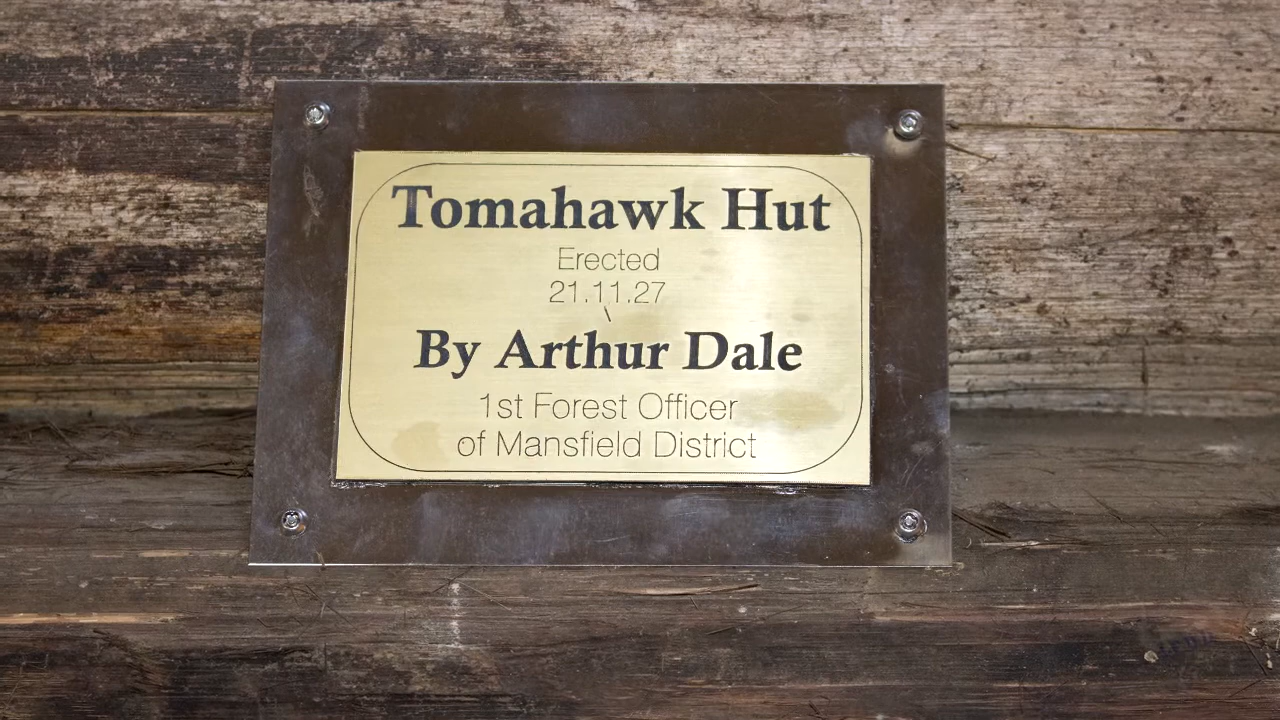 Tomahawk Hut
Erected
21.11.27
By Arthur Dale
1st Forest Officer
of Mansfield District